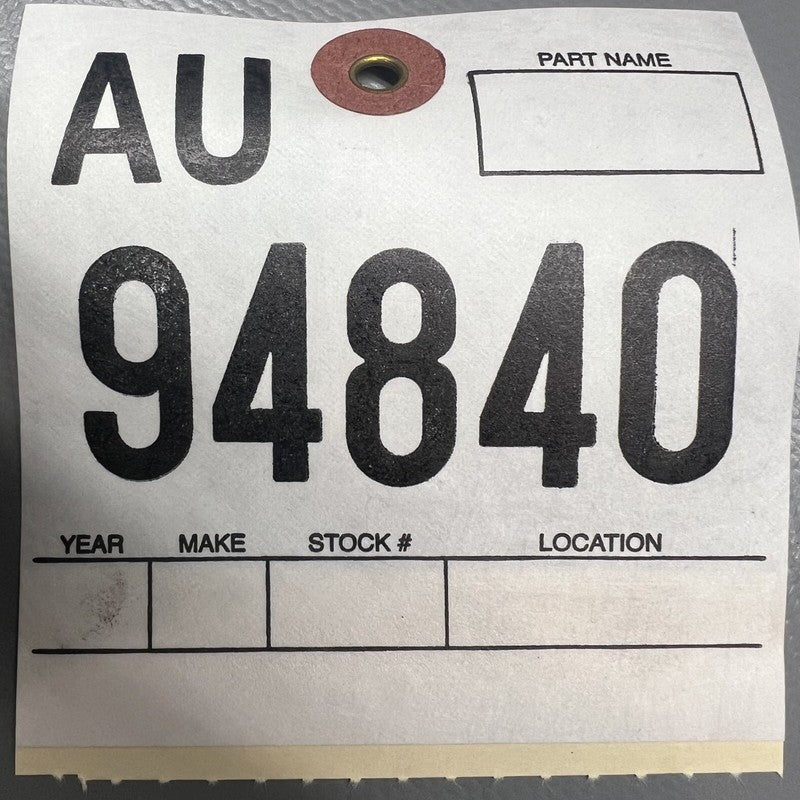 AU
PART NAME
94840
YEAR MAKE STOCK # LOCATION